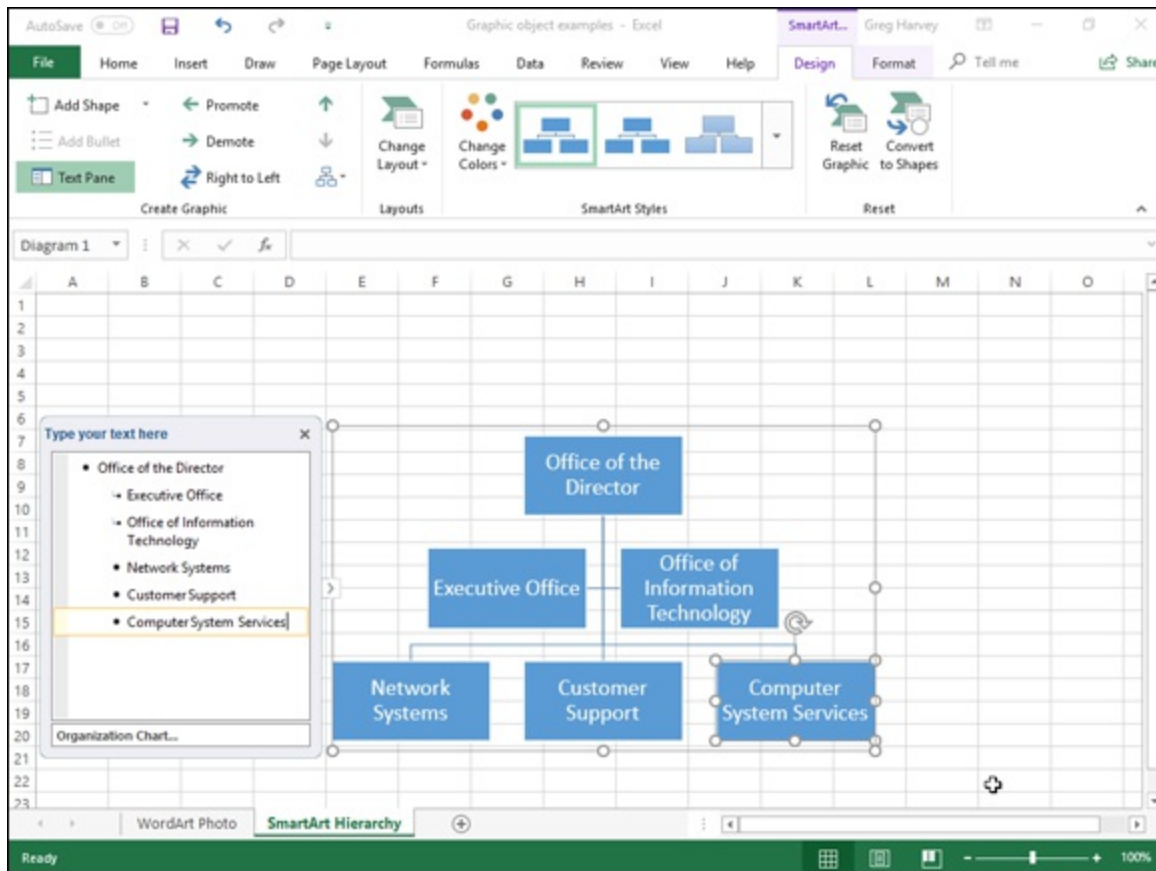 AutoSave Off Graphic object examples - Excel SmartArt... Greg Harvey
File Home Insert Draw Page Layout Formulas Data Review View Help Design Format Tell me Share
Add Shape Promote
Add Bullet Demote
Text Pane Right to Left
Change
Layout
Change
Colors
Reset
Graphic
Convert
to Shapes
Create Graphic Layouts SmartArt Styles Reset
Diagram 1 fx
A B C D E F G H I J K L M N O
1
2
3
4
5
6
7
8
9
10
11
12
13
14
15
16
17
18
19
20
21
22
23
Type your text here
• Office of the Director
Executive Office
Office of Information
Technology
• Network Systems
• Customer Support
• Computer System Services
Organization Chart...
Office of the
Director
Executive Office
Office of
Information
Technology
Network
Systems
Customer
Support
Computer
System Services
WordArt Photo SmartArt Hierarchy
Ready 100%